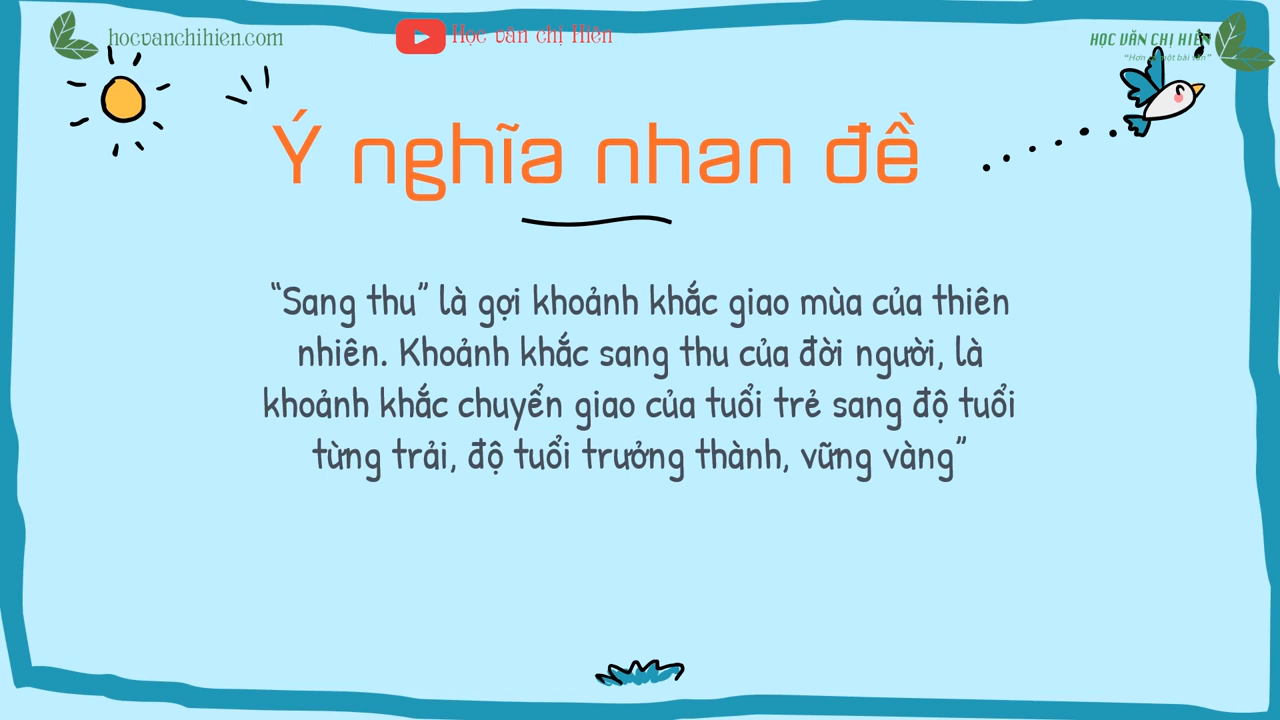 hocvanchihien.com
Học văn chị Hiên
HỌC VĂN CHỊ HIÊN
Ý nghĩa nhan đề
“Sang thu” là gợi khoảnh khắc giao mùa của thiên
nhiên. Khoảnh khắc sang thu của đời người, là
khoảnh khắc chuyển giao của tuổi trẻ sang độ tuổi
từng trải, độ tuổi trưởng thành, vững vàng”